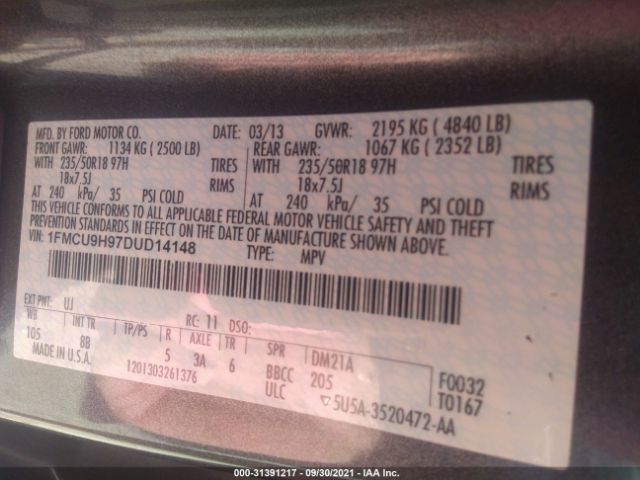 MFD. BY FORD MOTOR CO. DATE: 03/13 GVWR: 2195 KG ( 4840 LB)
FRONT GAWR: 1134 KG ( 2500 LB) REAR GAWR: 1067 KG ( 2352 LB)
WITH 235/50R18 97H TIRES WITH 235/50R18 97H TIRES
18x7.5J RIMS 18x7.5J RIMS
AT 240 kPa/ 35 PSI COLD AT 240 kPa/ 35 PSI COLD
THIS VEHICLE CONFORMS TO ALL APPLICABLE FEDERAL MOTOR VEHICLE SAFETY AND THEFT
PREVENTION STANDARDS IN EFFECT ON THE DATE OF MANUFACTURE SHOWN ABOVE.
VIN: 1FMCU9H97DUD14148 TYPE: MPV
EXT PNT: UJ RC: 11 DSO:
WB INT TR TP/PS R AXLE TR SPR DM21A F0032
105 8B 5 3A 6 BBCC 205 T0167
MADE IN U.S.A. 1201303261376 ULC 5U5A-3520472-AA
000-31391217 - 09/30/2021 - IAA Inc.